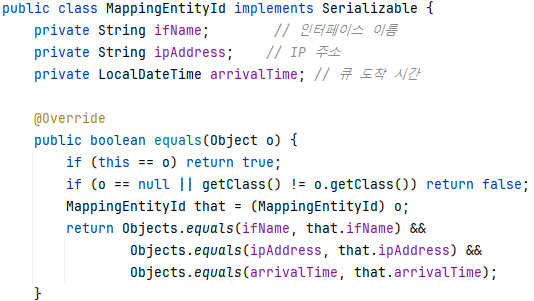 public class MappingEntityId implements Serializable {
    private String ifName;        // 인터페이스 이름
    private String ipAddress;    // IP 주소
    private LocalDateTime arrivalTime; // 큐 도착 시간

    @Override
    public boolean equals(Object o) {
        if (this == o) return true;
        if (o == null || getClass() != o.getClass()) return false;
        MappingEntityId that = (MappingEntityId) o;
        return Objects.equals(ifName, that.ifName) &&
                Objects.equals(ipAddress, that.ipAddress) &&
                Objects.equals(arrivalTime, that.arrivalTime);
    }